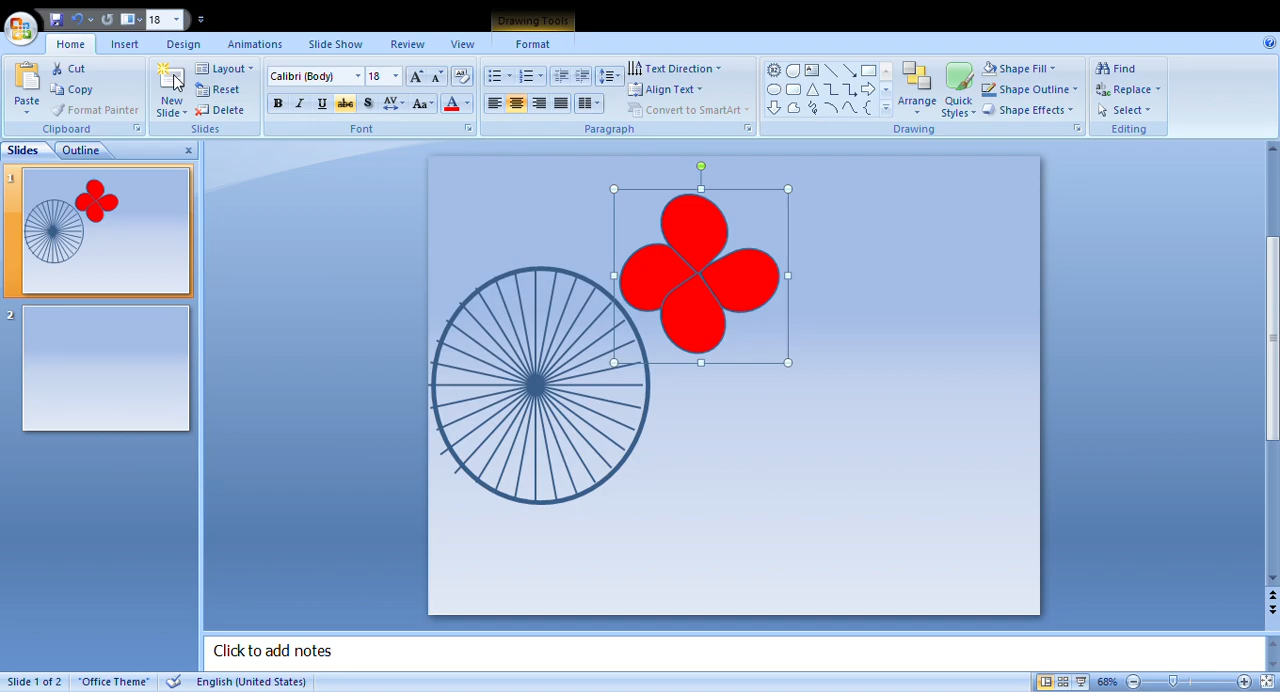 18
Drawing Tools
Home Insert Design Animations Slide Show Review View Format
Paste
Cut
Copy
Format Painter
Clipboard
New Slide
Layout
Reset
Delete
Slides
Calibri (Body) 18
B I U abc S AV Aa A
Font
Text Direction
Align Text
Convert to SmartArt
Paragraph
Arrange
Quick Styles
Shape Fill
Shape Outline
Shape Effects
Drawing
Find
Replace
Select
Editing
Slides Outline
1
2
Click to add notes
Slide 1 of 2 "Office Theme" English (United States) 68%